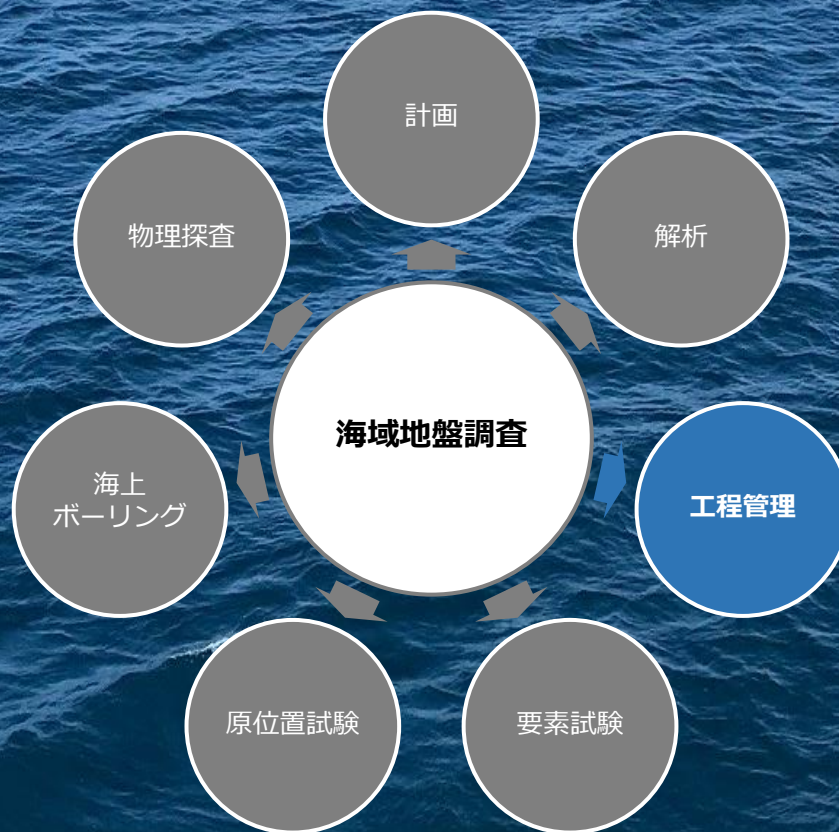 計画
物理探査
解析
海域地盤調査
海上
ボーリング
工程管理
原位置試験
要素試験